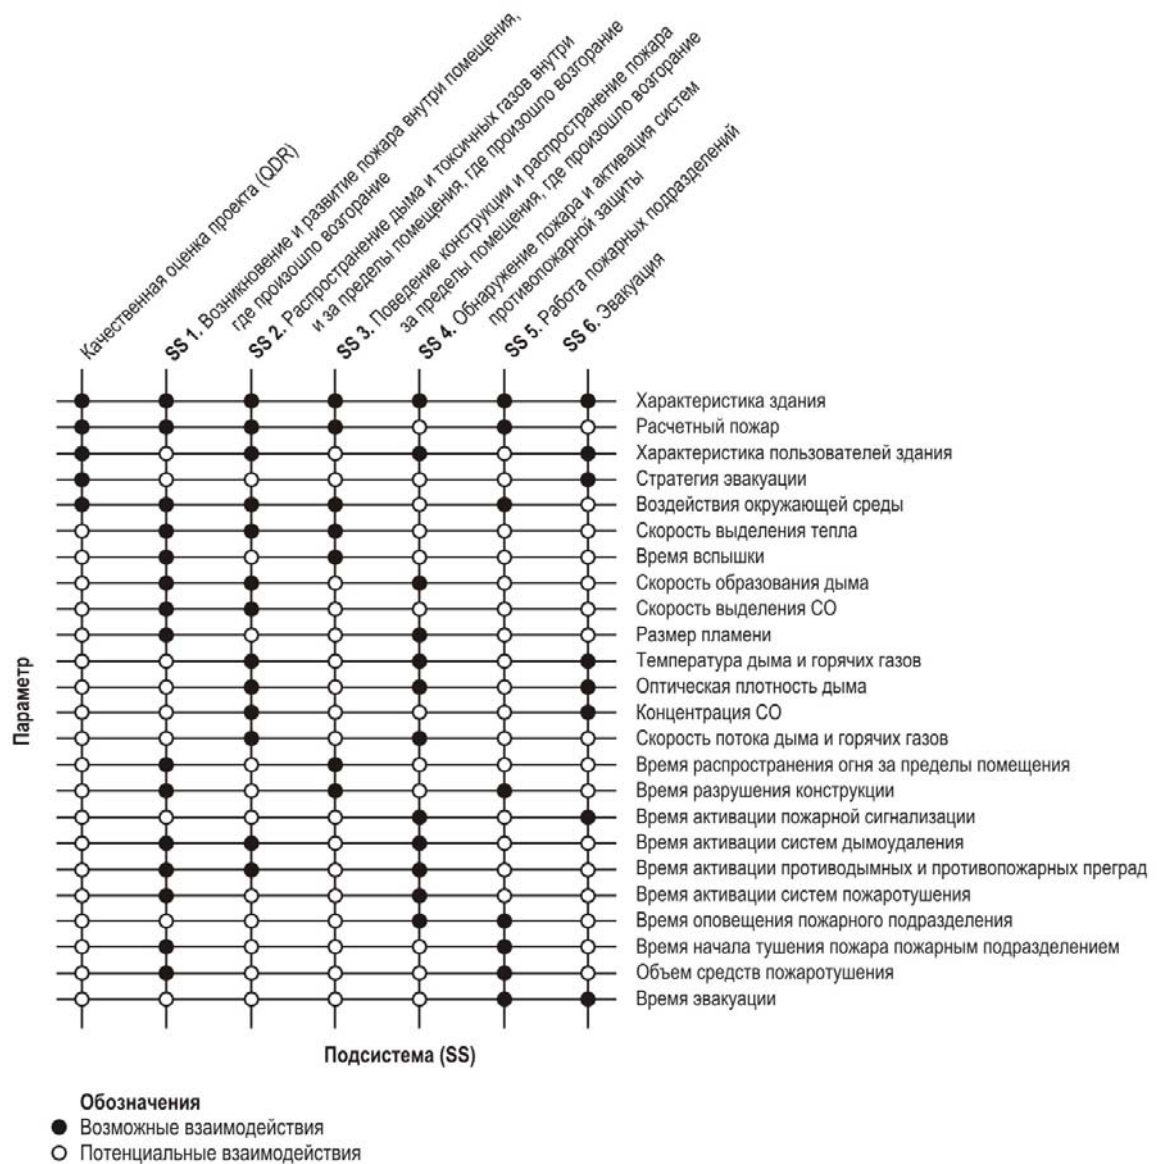 Качественная оценка проекта (QDR)
SS 1. Возникновение и развитие пожара внутри помещения,
где произошло возгорание
SS 2. Распространение дыма и токсичных газов внутри
и за пределы помещения, где произошло возгорание
SS 3. Поведение конструкции и распространение пожара
за пределы помещения, где произошло возгорание
SS 4. Обнаружение пожара и активация систем
противопожарной защиты
SS 5. Работа пожарных подразделений
SS 6. Эвакуация
Характеристика здания
Расчетный пожар
Характеристика пользователей здания
Стратегия эвакуации
Воздействия окружающей среды
Скорость выделения тепла
Время вспышки
Скорость образования дыма
Скорость выделения СО
Размер пламени
Температура дыма и горячих газов
Оптическая плотность дыма
Концентрация СО
Скорость потока дыма и горячих газов
Время распространения огня за пределы помещения
Время разрушения конструкции
Время активации пожарной сигнализации
Время активации систем дымоудаления
Время активации противодымных и противопожарных преград
Время активации систем пожаротушения
Время оповещения пожарного подразделения
Время начала тушения пожара пожарным подразделением
Объем средств пожаротушения
Время эвакуации
Параметр
Подсистема (SS)
Обозначения
Возможные взаимодействия
Потенциальные взаимодействия